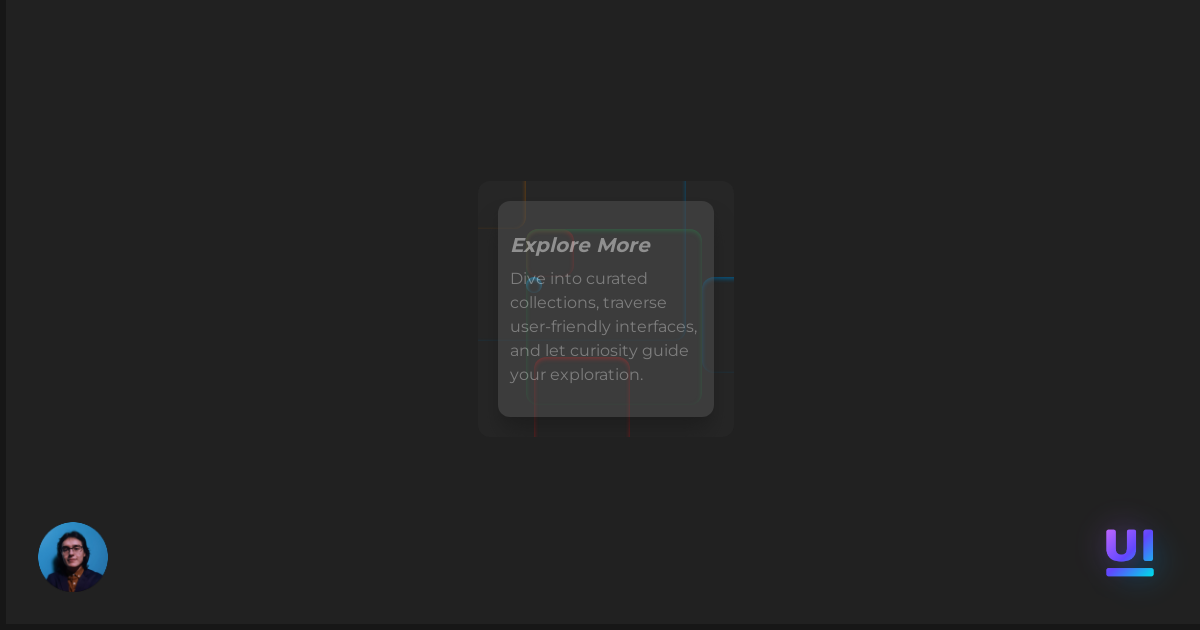 Explore More
Dive into curated
collections, traverse
user-friendly interfaces,
and let curiosity guide
your exploration.
UI